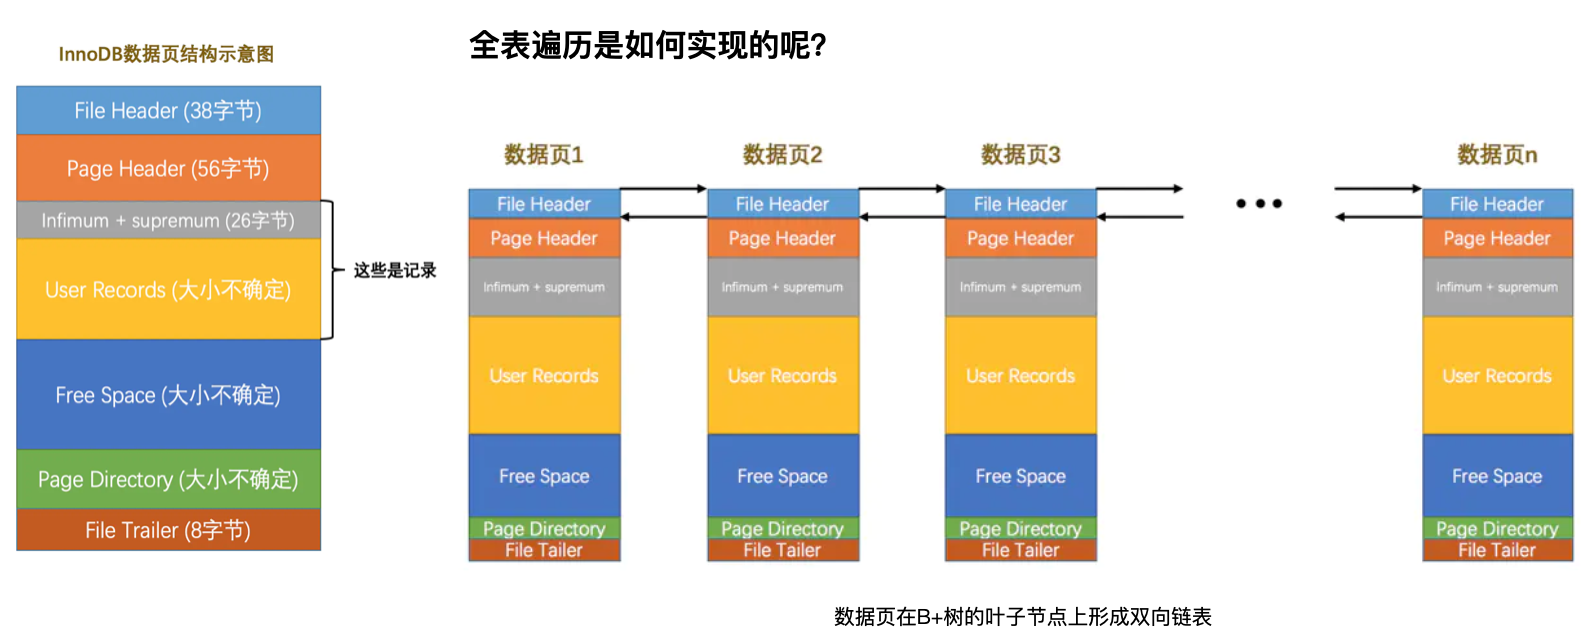 InnoDB数据页结构示意图
File Header (38字节)
Page Header (56字节)
Infimum + supremum (26字节)
User Records (大小不确定)
Free Space (大小不确定)
Page Directory (大小不确定)
File Trailer (8字节)
这些是记录
全表遍历是如何实现的呢?
数据页1
File Header
Page Header
Infimum + supremum
User Records
Free Space
Page Directory
File Tailer
数据页2
File Header
Page Header
Infimum + supremum
User Records
Free Space
Page Directory
File Tailer
数据页3
File Header
Page Header
Infimum + supremum
User Records
Free Space
Page Directory
File Tailer
•••
数据页n
File Header
Page Header
Infimum + supremum
User Records
Free Space
Page Directory
File Tailer
数据页在B+树的叶子节点上形成双向链表